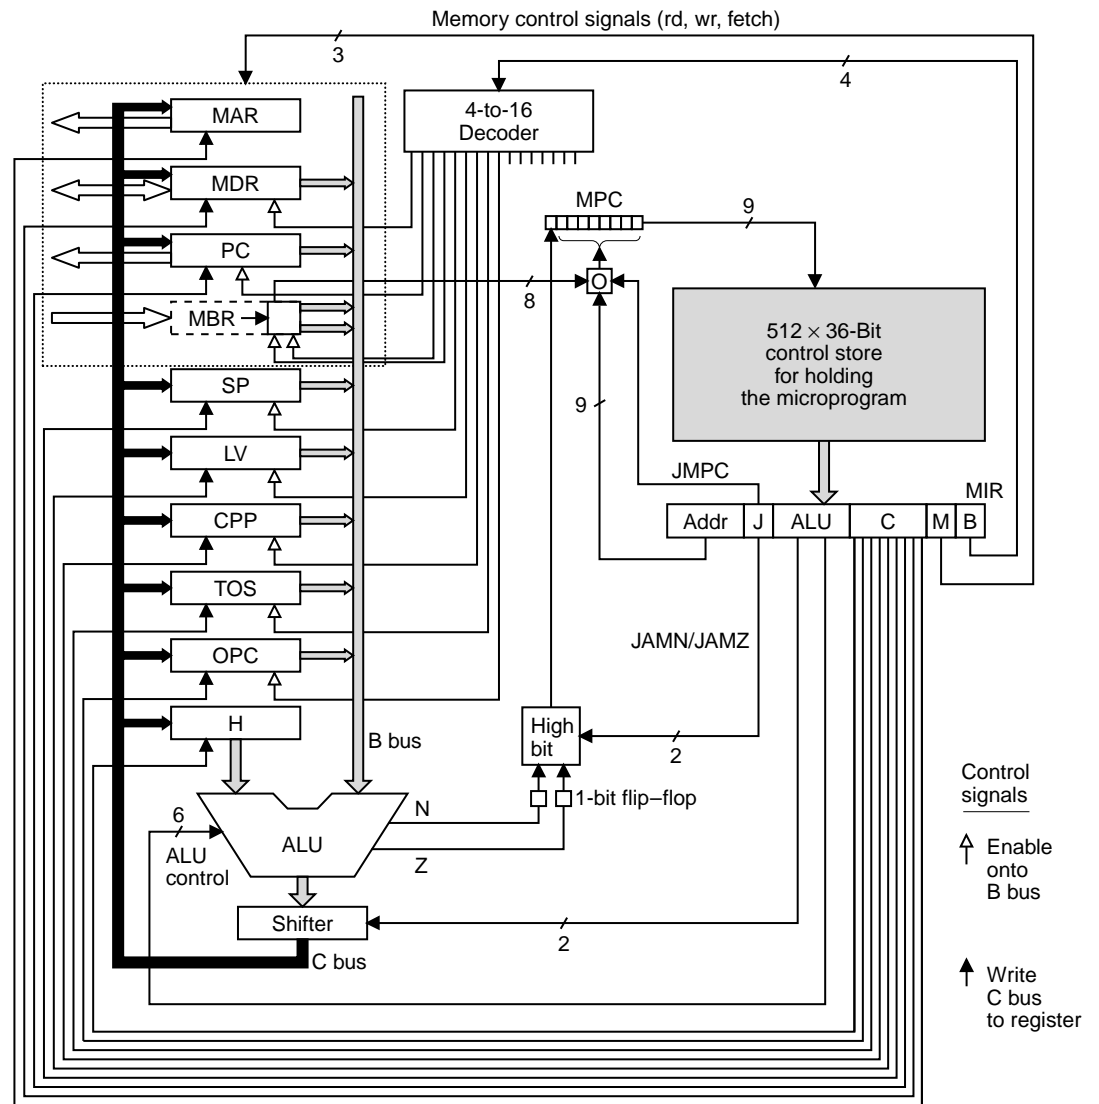 Memory control signals (rd, wr, fetch)
3
4
MAR
4-to-16
Decoder
MDR
MPC
9
PC
8
O
MBR
512 × 36-Bit
control store
for holding
the microprogram
SP
9
LV
JMPC
MIR
CPP
Addr
J
ALU
C
M
B
TOS
JAMN/JAMZ
OPC
H
High
bit
B bus
2
Control
signals
1-bit flip–flop
N
6
ALU
Z
ALU
control
Enable
onto
B bus
Shifter
2
C bus
Write
C bus
to register